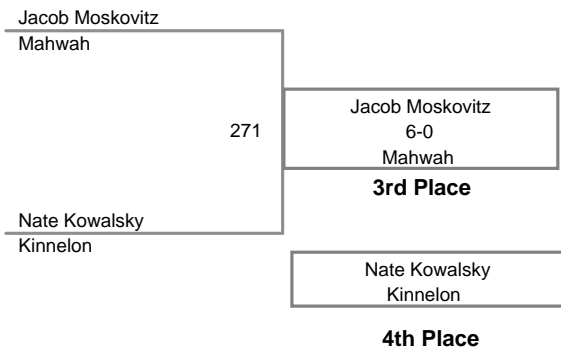 Jacob Moskovitz
Mahwah
271
Jacob Moskovitz
6-0
Mahwah
3rd Place
Nate Kowalsky
Kinnelon
Nate Kowalsky
Kinnelon
4th Place